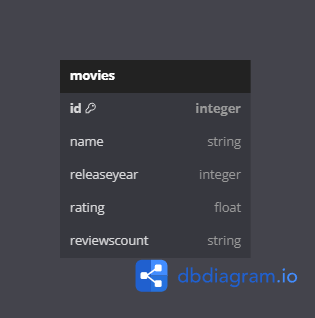 movies
id integer
name string
releaseyear integer
rating float
reviewscount string
dbdiagram.io